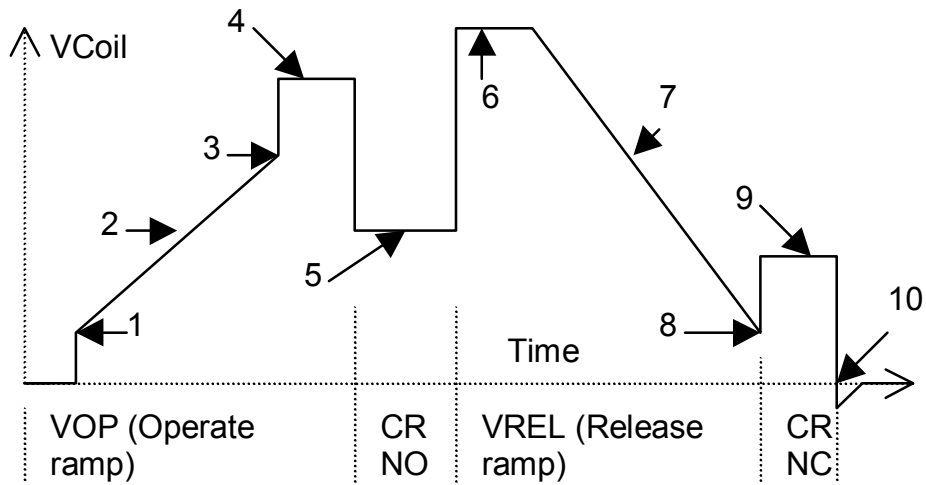 4
VCoil
6
7
3
2
9
5
10
1
8
Time
VOP (Operate
ramp)
CR
NO
VREL (Release
ramp)
CR
NC